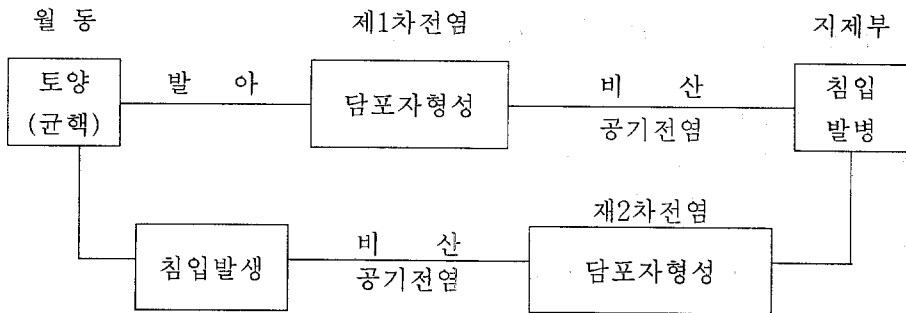 월 동
제1차전염
지제부
토양
(균핵)
발 아
담포자형성
비 산
공기전염
침입
발병
재2차전염
침입발생
비 산
공기전염
담포자형성